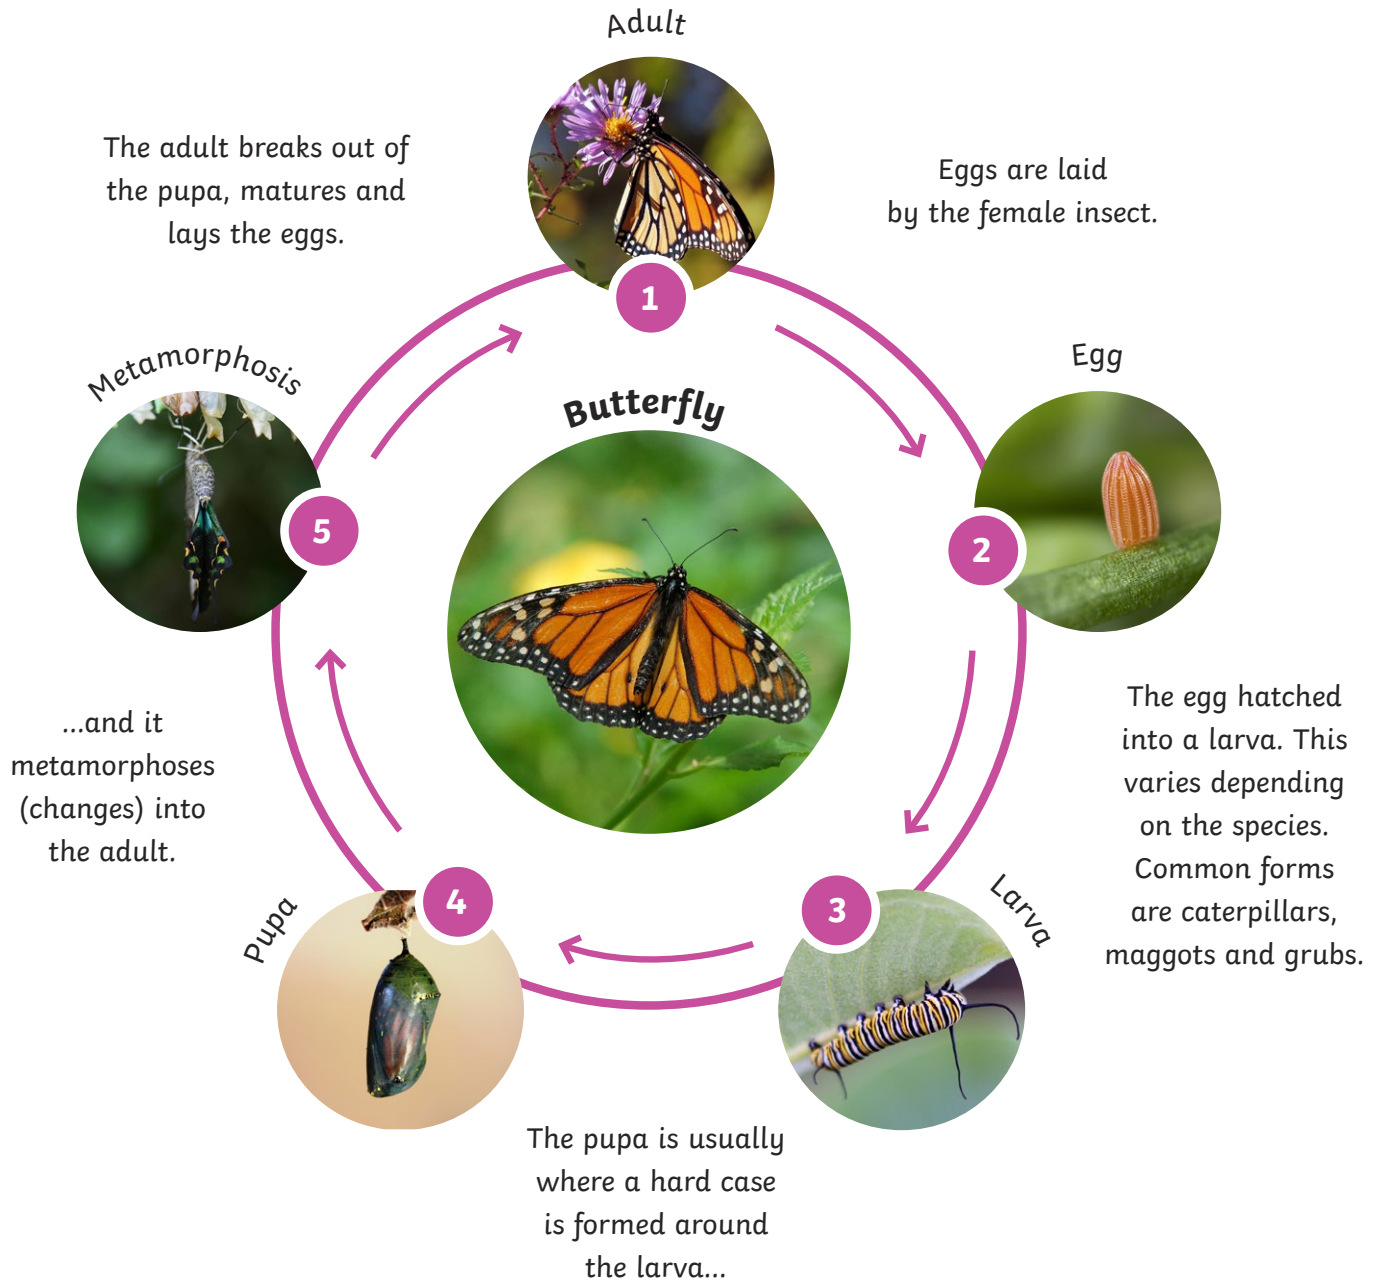 Adult
The adult breaks out of
the pupa, matures and
lays the eggs.
Eggs are laid
by the female insect.
1
Metamorphosis
Egg
Butterfly
5
2
...and it
metamorphoses
(changes) into
the adult.
The egg hatched
into a larva. This
varies depending
on the species.
Common forms
are caterpillars,
maggots and grubs.
4
3
Pupa
Larva
The pupa is usually
where a hard case
is formed around
the larva...